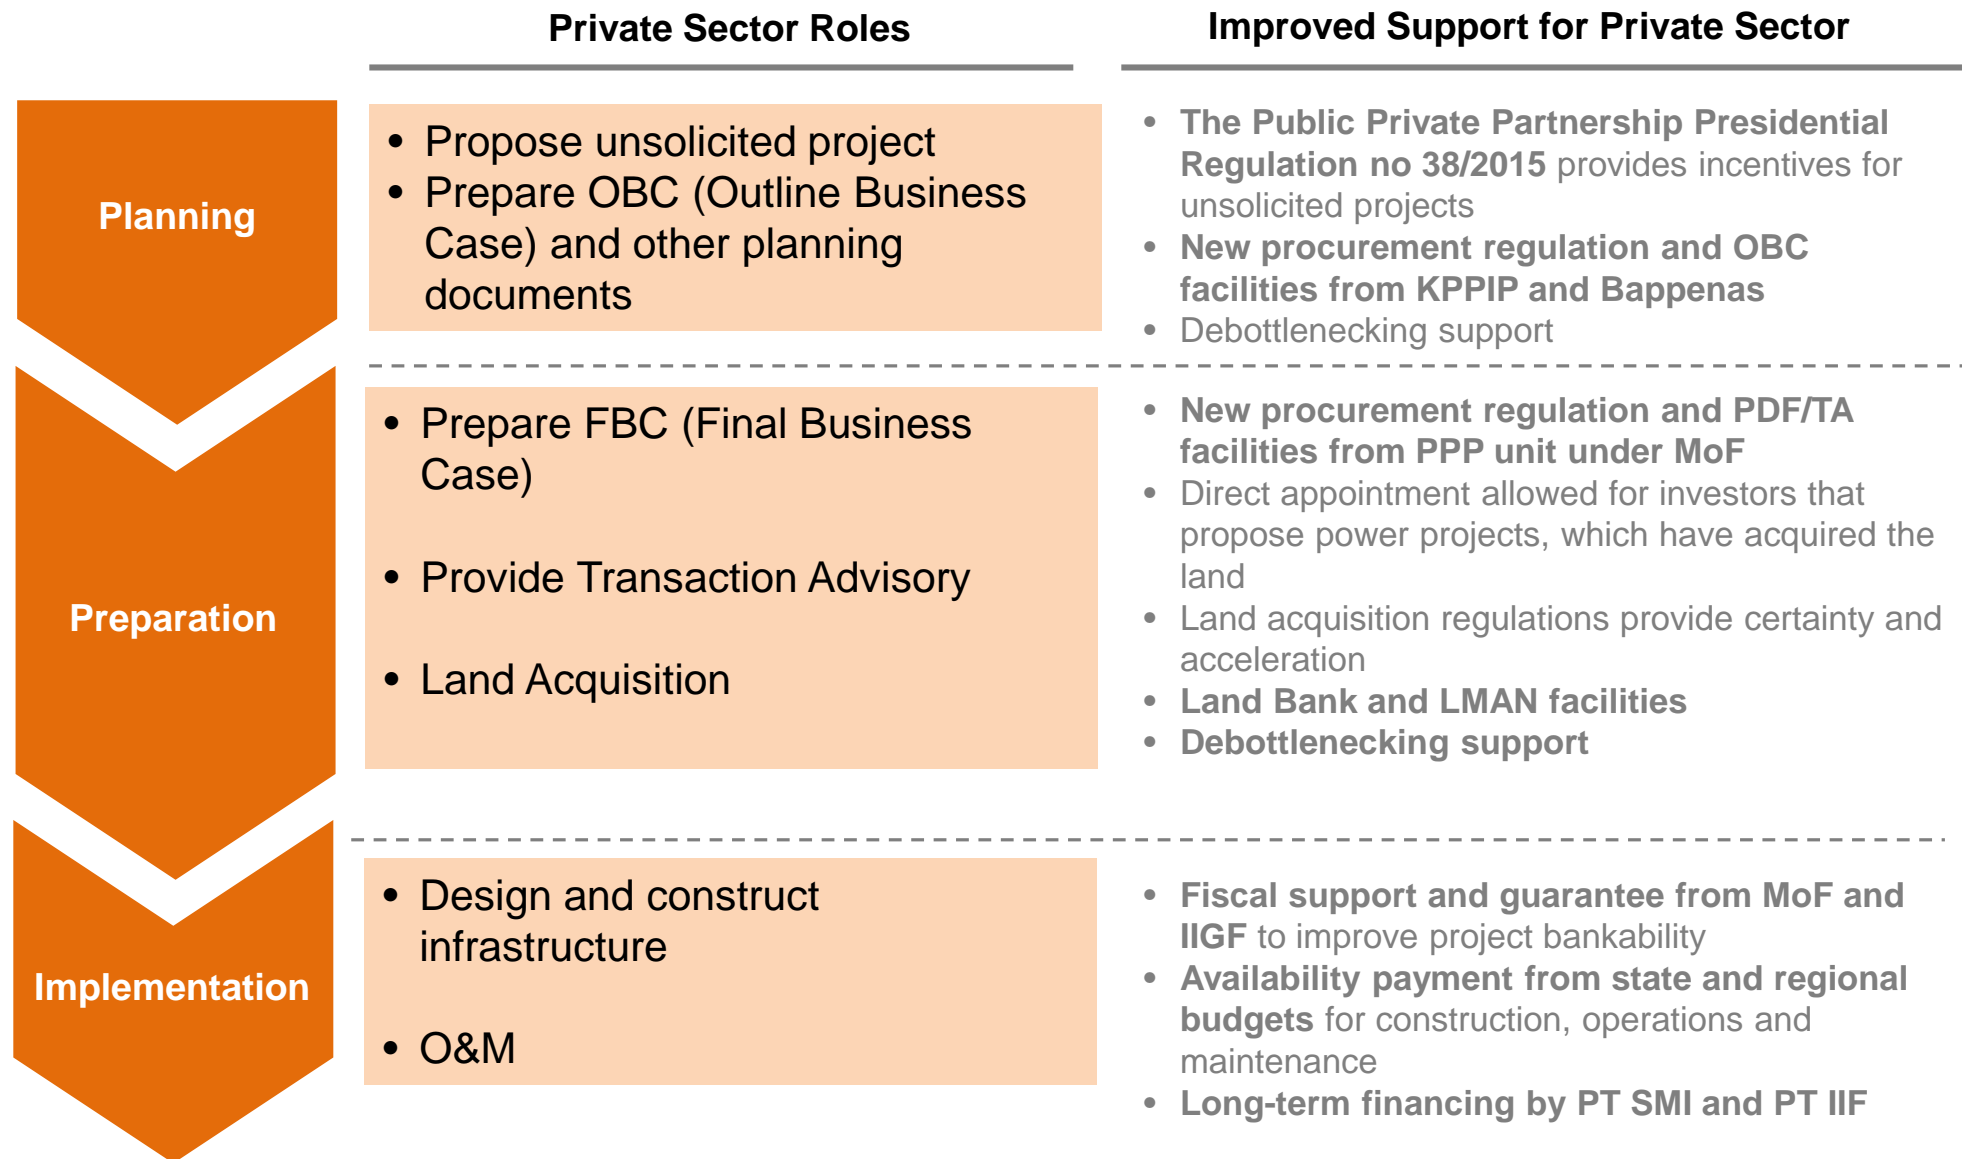 Private Sector Roles
Improved Support for Private Sector
Planning
• Propose unsolicited project
• Prepare OBC (Outline Business
Case) and other planning
documents
• The Public Private Partnership Presidential
Regulation no 38/2015 provides incentives for
unsolicited projects
• New procurement regulation and OBC
facilities from KPPIP and Bappenas
• Debottlenecking support
Preparation
• Prepare FBC (Final Business
Case)
• Provide Transaction Advisory
• Land Acquisition
• New procurement regulation and PDF/TA
facilities from PPP unit under MoF
• Direct appointment allowed for investors that
propose power projects, which have acquired the
land
• Land acquisition regulations provide certainty and
acceleration
• Land Bank and LMAN facilities
• Debottlenecking support
Implementation
• Design and construct
infrastructure
• O&M
• Fiscal support and guarantee from MoF and
IIGF to improve project bankability
• Availability payment from state and regional
budgets for construction, operations and
maintenance
• Long-term financing by PT SMI and PT IIF